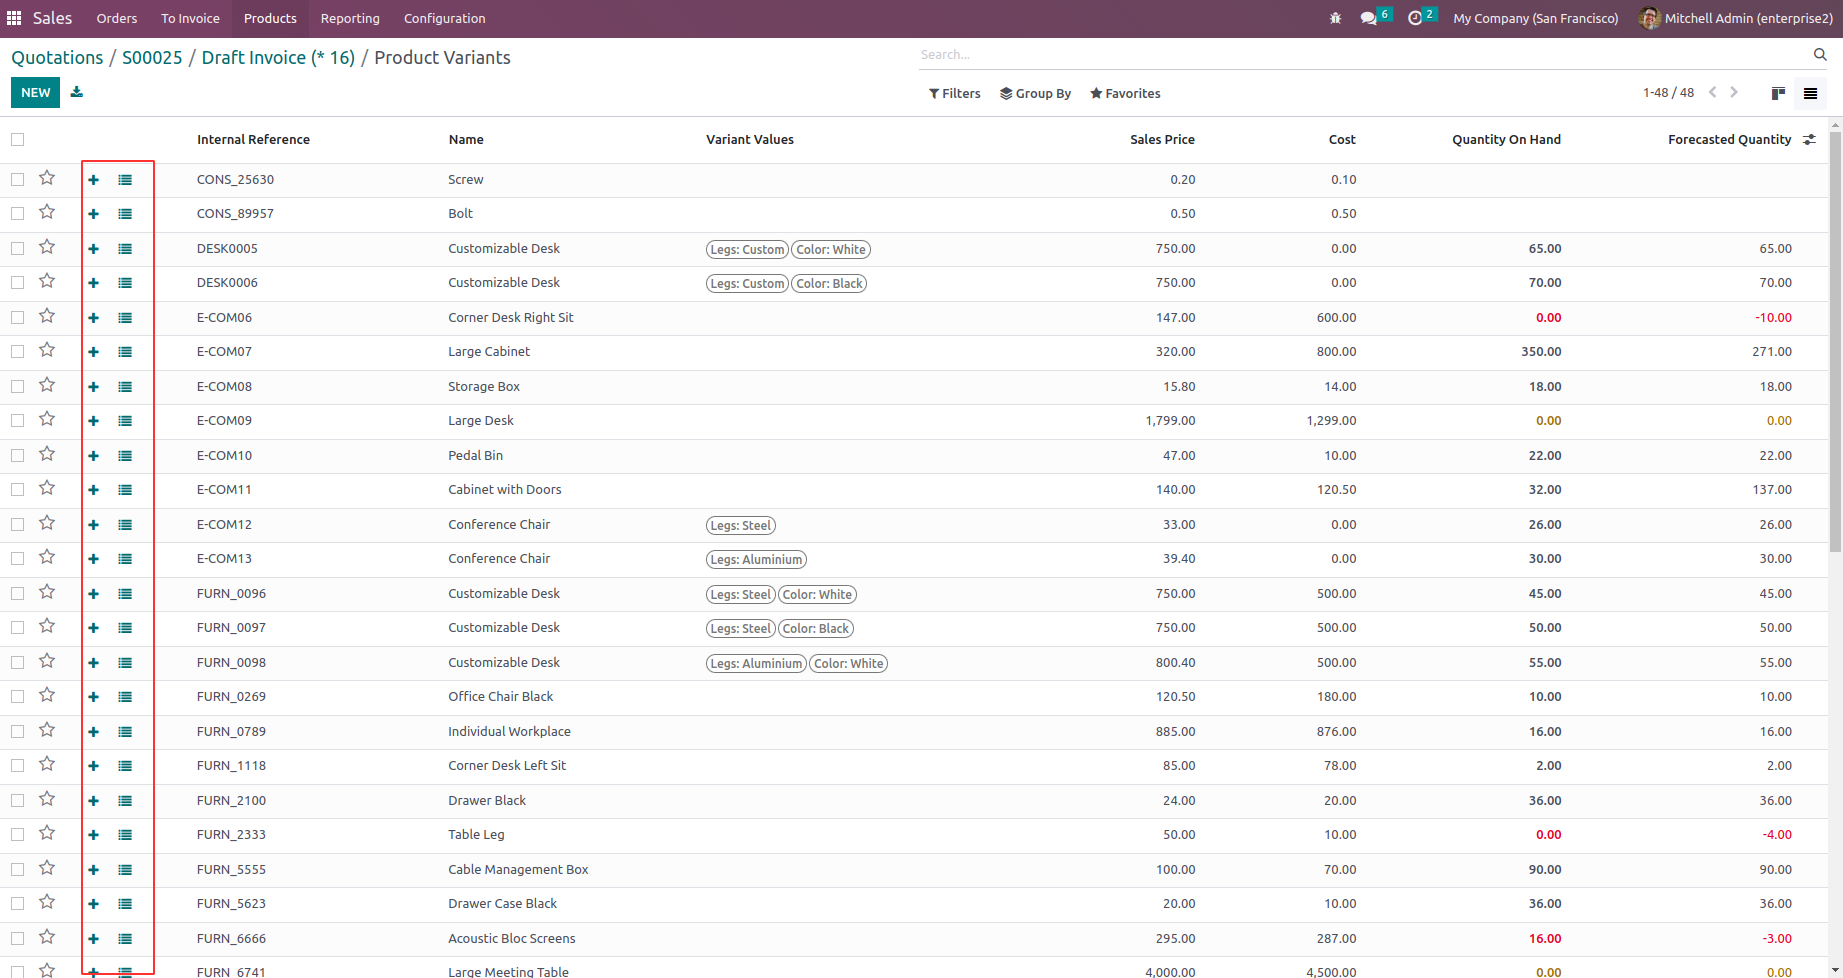 Sales Orders To Invoice Products Reporting Configuration 6 2 My Company (San Francisco) Mitchell Admin (enterprise2)
Quotations / S00025 / Draft Invoice (* 16) / Product Variants Search...
NEW Filters Group By Favorites 1-48 / 48
Internal Reference Name Variant Values Sales Price Cost Quantity On Hand Forecasted Quantity
CONS_25630 Screw 0.20 0.10
CONS_89957 Bolt 0.50 0.50
DESK0005 Customizable Desk Legs: Custom Color: White 750.00 0.00 65.00 65.00
DESK0006 Customizable Desk Legs: Custom Color: Black 750.00 0.00 70.00 70.00
E-COM06 Corner Desk Right Sit 147.00 600.00 0.00 -10.00
E-COM07 Large Cabinet 320.00 800.00 350.00 271.00
E-COM08 Storage Box 15.80 14.00 18.00 18.00
E-COM09 Large Desk 1,799.00 1,299.00 0.00 0.00
E-COM10 Pedal Bin 47.00 10.00 22.00 22.00
E-COM11 Cabinet with Doors 140.00 120.50 32.00 137.00
E-COM12 Conference Chair Legs: Steel 33.00 0.00 26.00 26.00
E-COM13 Conference Chair Legs: Aluminium 39.40 0.00 30.00 30.00
FURN_0096 Customizable Desk Legs: Steel Color: White 750.00 500.00 45.00 45.00
FURN_0097 Customizable Desk Legs: Steel Color: Black 750.00 500.00 50.00 50.00
FURN_0098 Customizable Desk Legs: Aluminium Color: White 800.40 500.00 55.00 55.00
FURN_0269 Office Chair Black 120.50 180.00 10.00 10.00
FURN_0789 Individual Workplace 885.00 876.00 16.00 16.00
FURN_1118 Corner Desk Left Sit 85.00 78.00 2.00 2.00
FURN_2100 Drawer Black 24.00 20.00 36.00 36.00
FURN_2333 Table Leg 50.00 10.00 0.00 -4.00
FURN_5555 Cable Management Box 100.00 70.00 90.00 90.00
FURN_5623 Drawer Case Black 20.00 10.00 36.00 36.00
FURN_6666 Acoustic Bloc Screens 295.00 287.00 16.00 -3.00
FURN_6741 Large Meeting Table 4,000.00 4,500.00 0.00 0.00